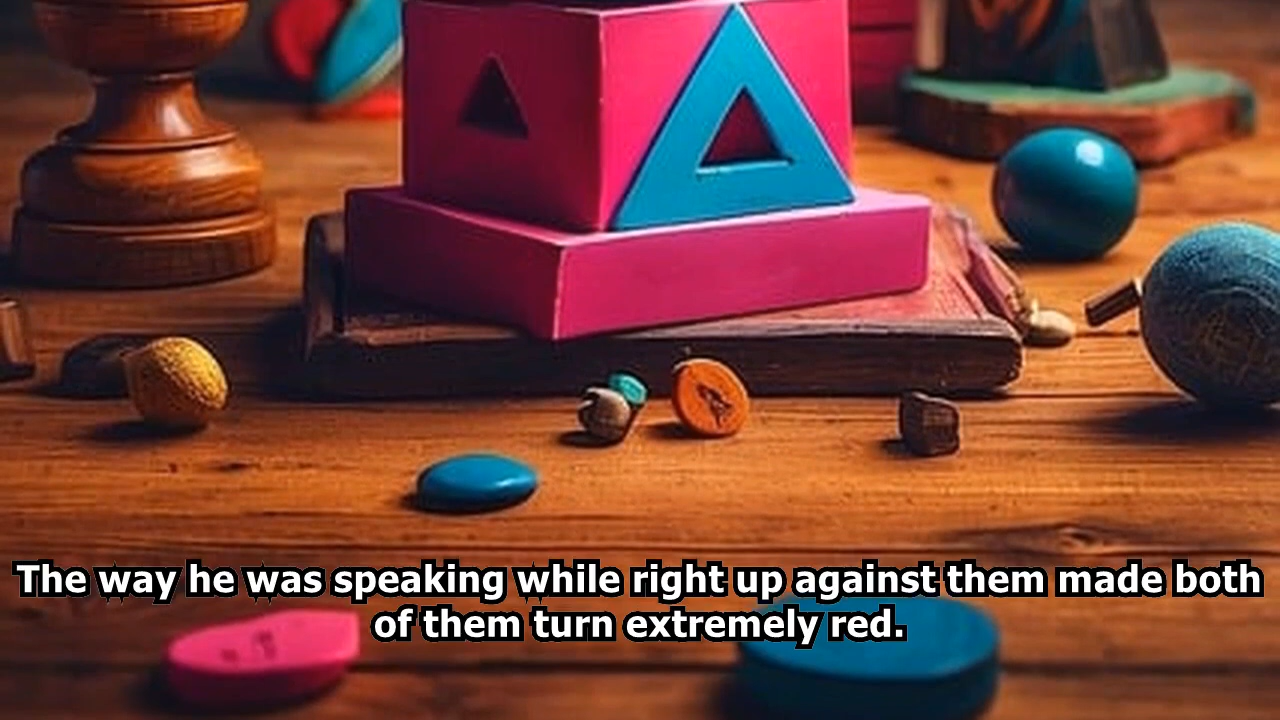 The way he was speaking while right up against them made both
of them turn extremely red.